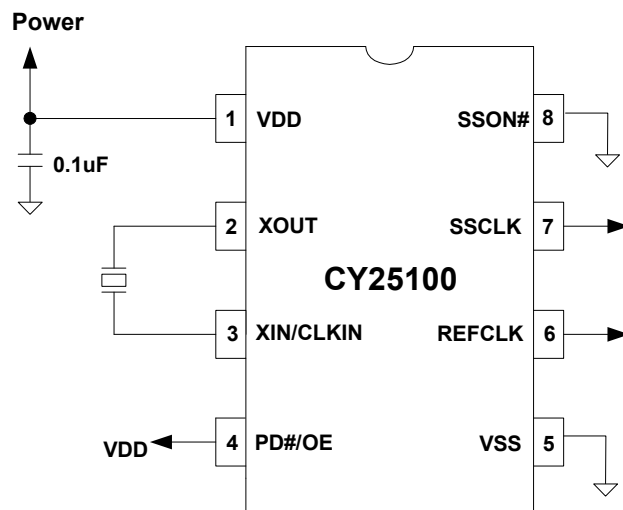 Power
1 VDD
SSON# 8
0.1uF
2 XOUT
SSCLK 7
CY25100
3 XIN/CLKIN
REFCLK 6
VDD 4 PD#/OE
VSS 5